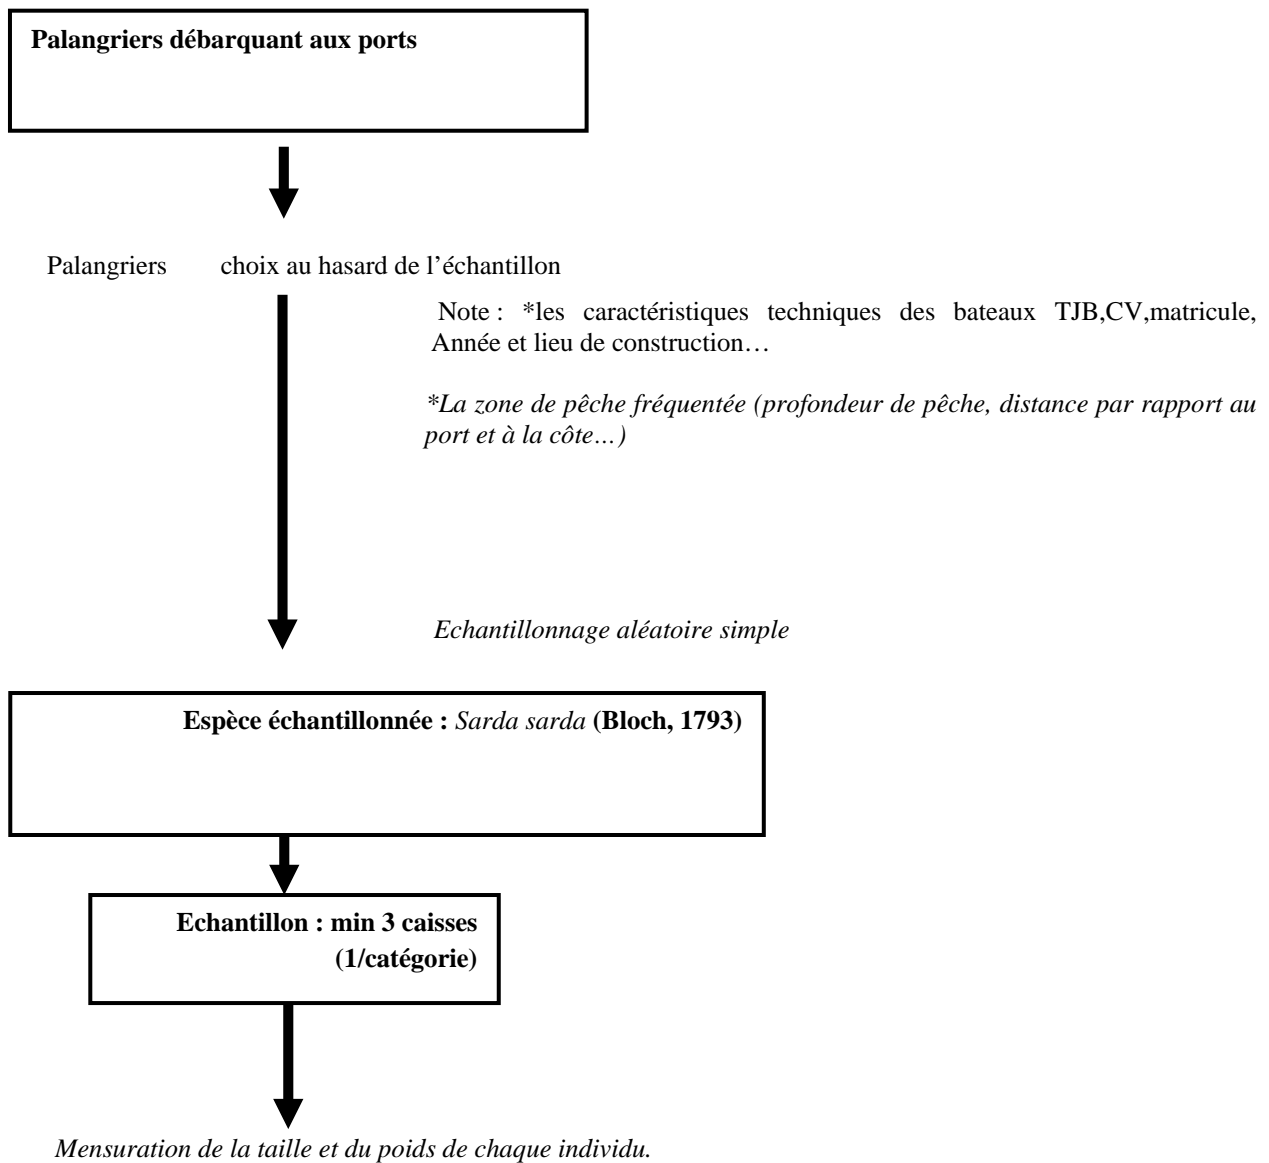 Palangriers débarquant aux ports
Palangriers choix au hasard de l’échantillon
Note : *les caractéristiques techniques des bateaux TJB,CV,matricule,
Année et lieu de construction…
*La zone de pêche fréquentée (profondeur de pêche, distance par rapport au
port et à la côte…)
Echantillonnage aléatoire simple
Espèce échantillonnée : Sarda sarda (Bloch, 1793)
Echantillon : min 3 caisses
(1/catégorie)
Mensuration de la taille et du poids de chaque individu.